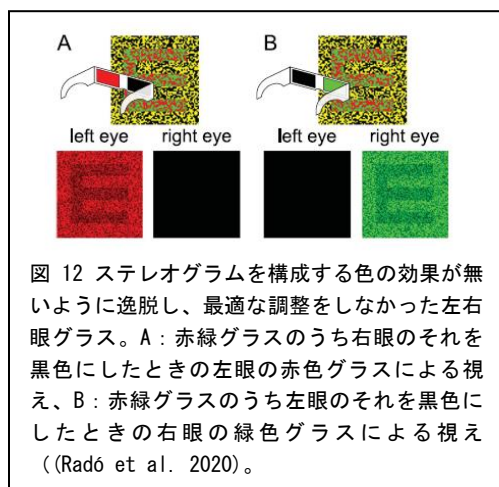 A B
left eye right eye left eye right eye
図 12 ステレオグラムを構成する色の効果が無
いように逸脱し、最適な調整をしなかった左右
眼グラス。A：赤緑グラスのうち右眼のそれを
黒色にしたときの左眼の赤色グラスによる視
え、B：赤緑グラスのうち左眼のそれを黒色に
したときの右眼の緑色グラスによる視え
（(Radó et al. 2020)。